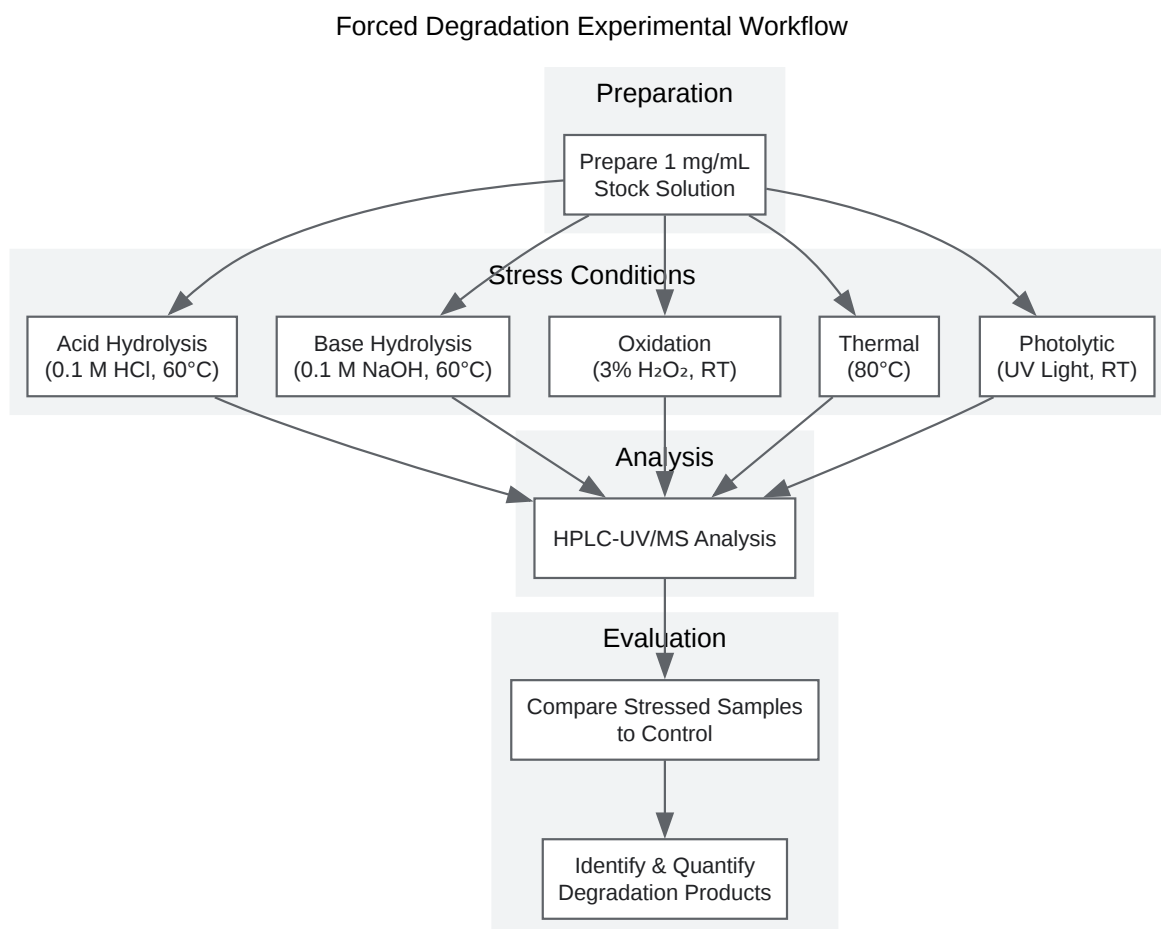 Forced Degradation Experimental Workflow
Preparation
Prepare 1 mg/mL
Stock Solution
Stress Conditions
Acid Hydrolysis
(0.1 M HCl, 60°C)
Base Hydrolysis
(0.1 M NaOH, 60°C)
Oxidation
(3% H₂O₂, RT)
Thermal
(80°C)
Photolytic
(UV Light, RT)
Analysis
HPLC-UV/MS Analysis
Evaluation
Compare Stressed Samples
to Control
Identify & Quantify
Degradation Products